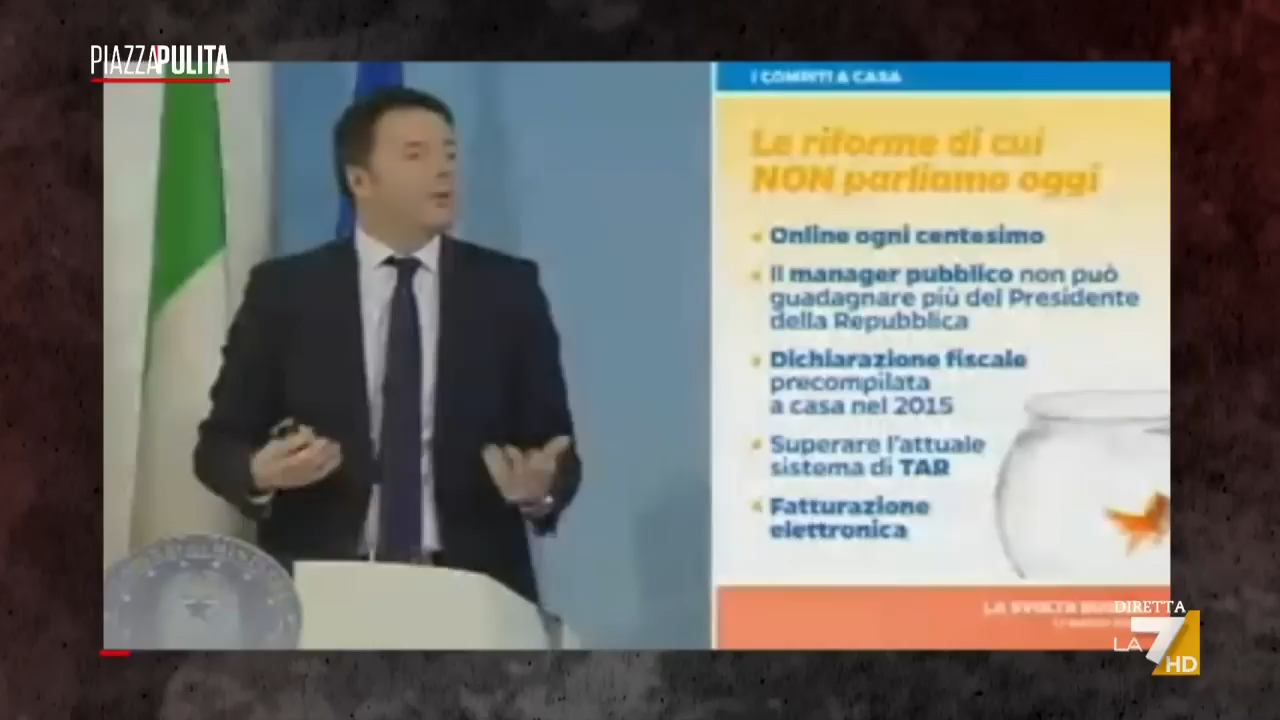 PIAZZAPULITA
I COMPITI A CASA
Le riforme di cui
NON parliamo oggi
Online ogni centesimo
Il manager pubblico non può
guadagnare più del Presidente
della Repubblica
Dichiarazione fiscale
precompilata
a casa nel 2015
Superare l'attuale
sistema di TAR
Fatturazione
elettronica
LA SVOLTA
DIRETTA
LA7
HD